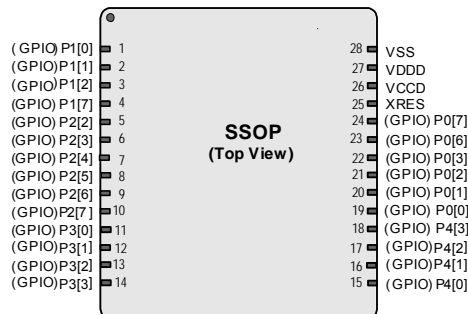 (GPIO) P1[0] 1
(GPIO)P1[1] 2
(GPIO)P1[2] 3
(GPIO) P1[7] 4
(GPIO) P2[2] 5
(GPIO) P2[3] 6
(GPIO) P2[4] 7
(GPIO) P2[5] 8
(GPIO) P2[6] 9
(GPIO)P2[7] 10
(GPIO) P3[0] 11
(GPIO)P3[1] 12
(GPIO)P3[2] 13
(GPIO)P3[3] 14
SSOP
(Top View)
28 VSS
27 VDDD
26 VCCD
25 XRES
24 (GPIO) P0[7]
23 (GPIO) P0[6]
22 (GPIO) P0[3]
21 (GPIO) P0[2]
20 (GPIO) P0[1]
19 (GPIO) P0[0]
18 (GPIO) P4[3]
17 (GPIO)P4[2]
16 (GPIO)P4[1]
15 (GPIO) P4[0]